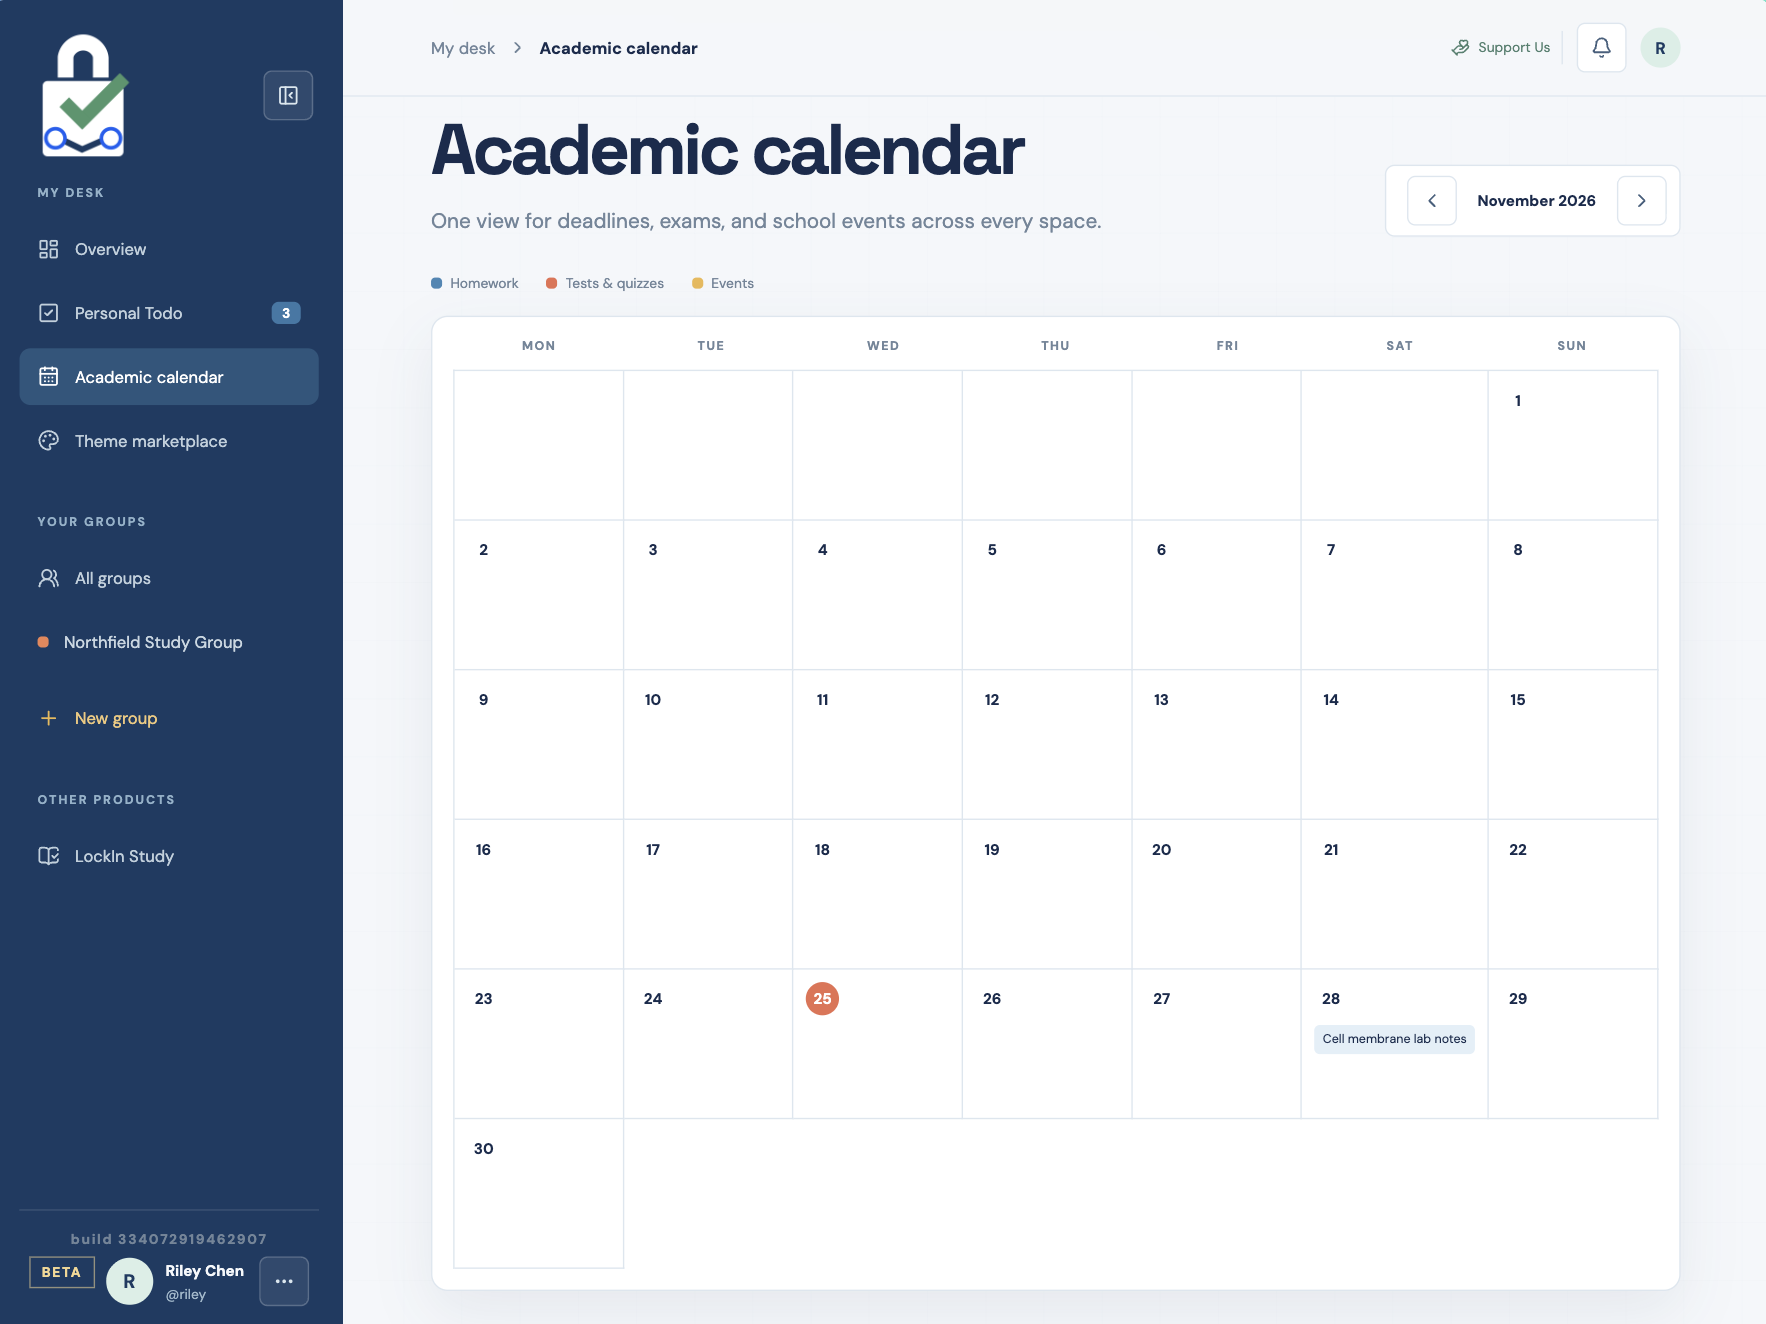 MY DESK
Overview
Personal Todo 3
Academic calendar
Theme marketplace
YOUR GROUPS
All groups
Northfield Study Group
New group
OTHER PRODUCTS
LockIn Study
build 334072919462907
BETA
R
Riley Chen
@riley
My desk
Academic calendar
Support Us
R
Academic calendar
One view for deadlines, exams, and school events across every space.
November 2026
Homework Tests & quizzes Events
MON TUE WED THU FRI SAT SUN
1
2 3 4 5 6 7 8
9 10 11 12 13 14 15
16 17 18 19 20 21 22
23 24 25 26 27 28 29
Cell membrane lab notes
30